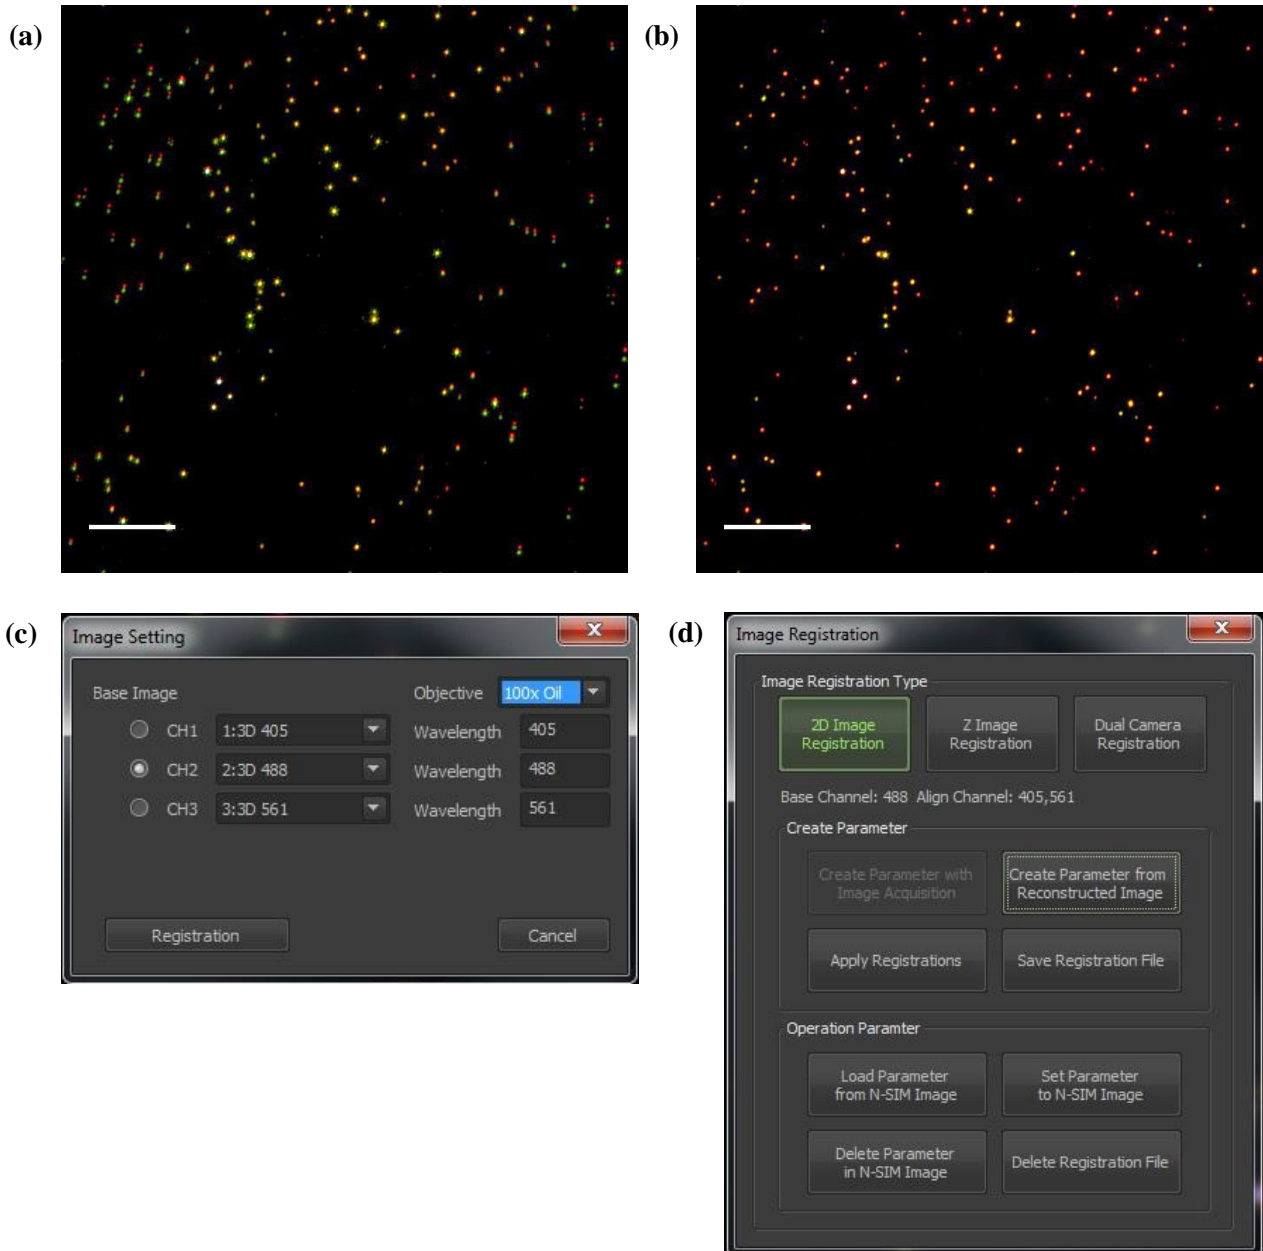 (a)
(b)
(c)
Image Setting
Base Image
Objective 100x Oil
CH1 1:3D 405 Wavelength 405
CH2 2:3D 488 Wavelength 488
CH3 3:3D 561 Wavelength 561
Registration Cancel
(d)
Image Registration
Image Registration Type
2D Image
Registration
Z Image
Registration
Dual Camera
Registration
Base Channel: 488 Align Channel: 405,561
Create Parameter
Create Parameter with
Image Acquisition
Create Parameter from
Reconstructed Image
Apply Registrations
Save Registration File
Operation Paramter
Load Parameter
from N-SIM Image
Set Parameter
to N-SIM Image
Delete Parameter
in N-SIM Image
Delete Registration File